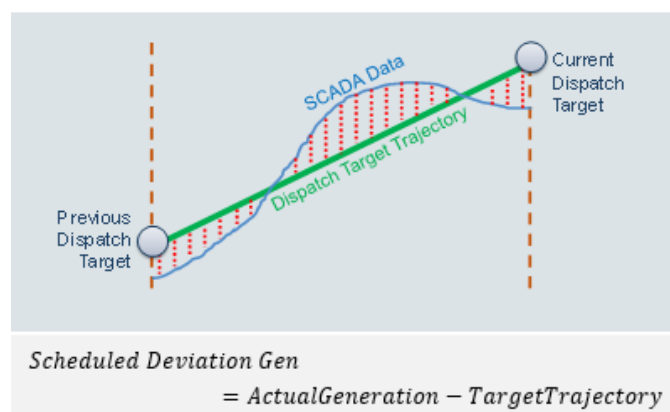 SCADA Data
Current
Dispatch
Target
Dispatch Target Trajectory
Previous
Dispatch
Target
Scheduled Deviation Gen
= ActualGeneration − TargetTrajectory